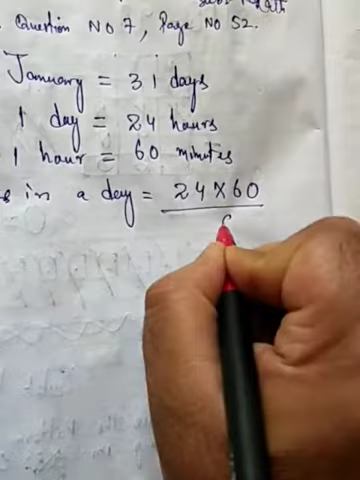 Math
Question No 7, Page No 52.
January = 31 days
1 day = 24 hours
1 hour = 60 minutes
in a day = 24 X 60